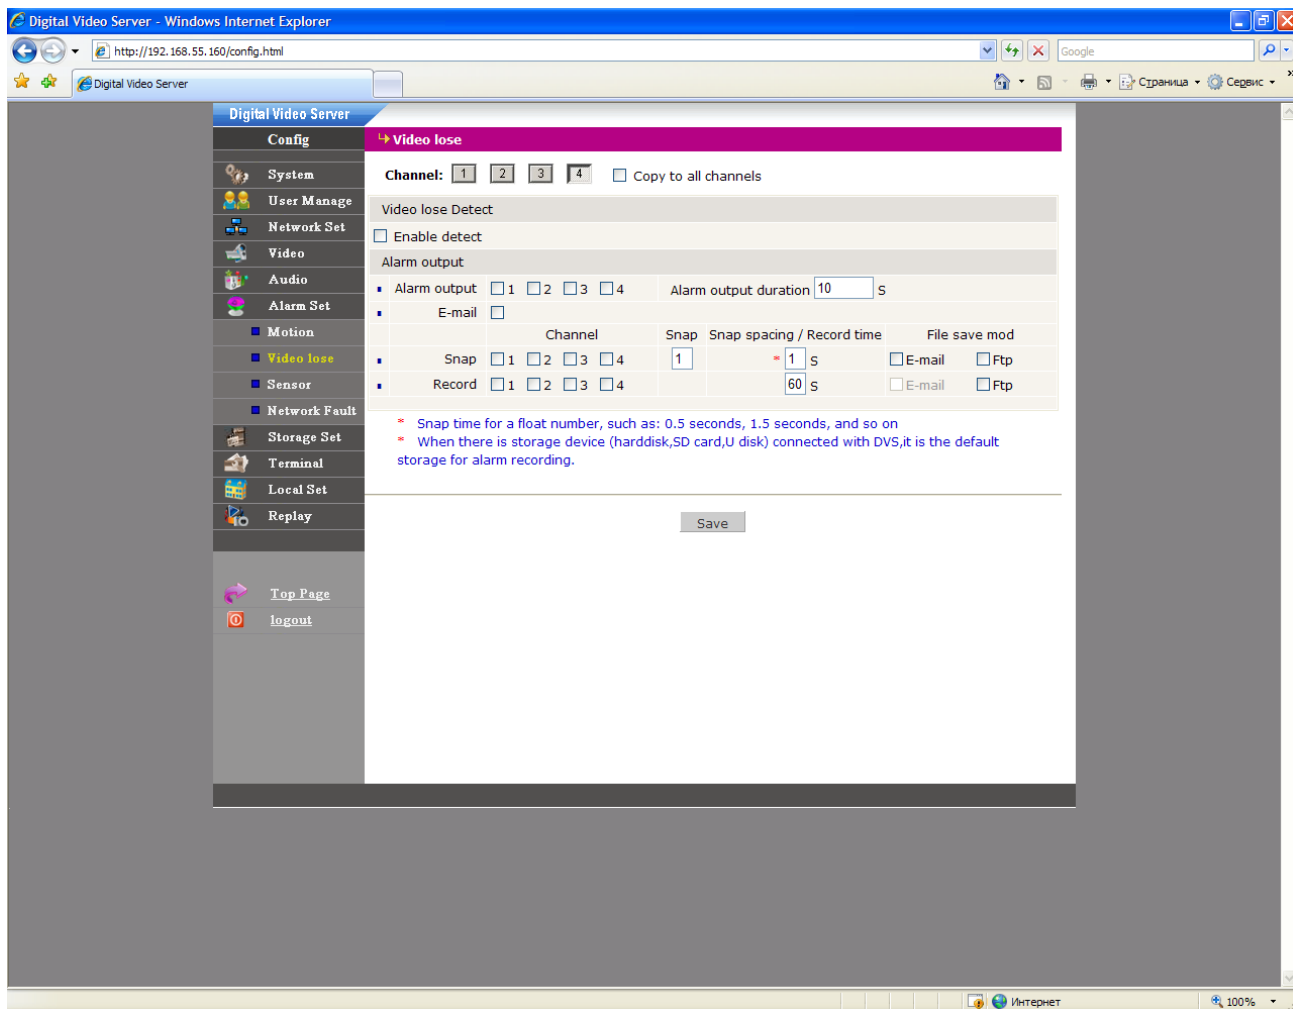 Digital Video Server - Windows Internet Explorer
http://192.168.55.160/config.html
Google
Digital Video Server
Страница
Сервис
Digital Video Server
Config
Video lose
System
User Manage
Network Set
Video
Audio
Alarm Set
Motion
Video lose
Sensor
Network Fault
Storage Set
Terminal
Local Set
Replay
Top Page
logout
Channel: 1 2 3 4 Copy to all channels
Video lose Detect
Enable detect
Alarm output
Alarm output 1 2 3 4 Alarm output duration 10 S
E-mail
Channel Snap Snap spacing / Record time File save mod
Snap 1 2 3 4 1 * 1 S E-mail Ftp
Record 1 2 3 4 60 S E-mail Ftp
* Snap time for a float number, such as: 0.5 seconds, 1.5 seconds, and so on
* When there is storage device (harddisk,SD card,U disk) connected with DVS,it is the default
storage for alarm recording.
Save
Интернет
100%